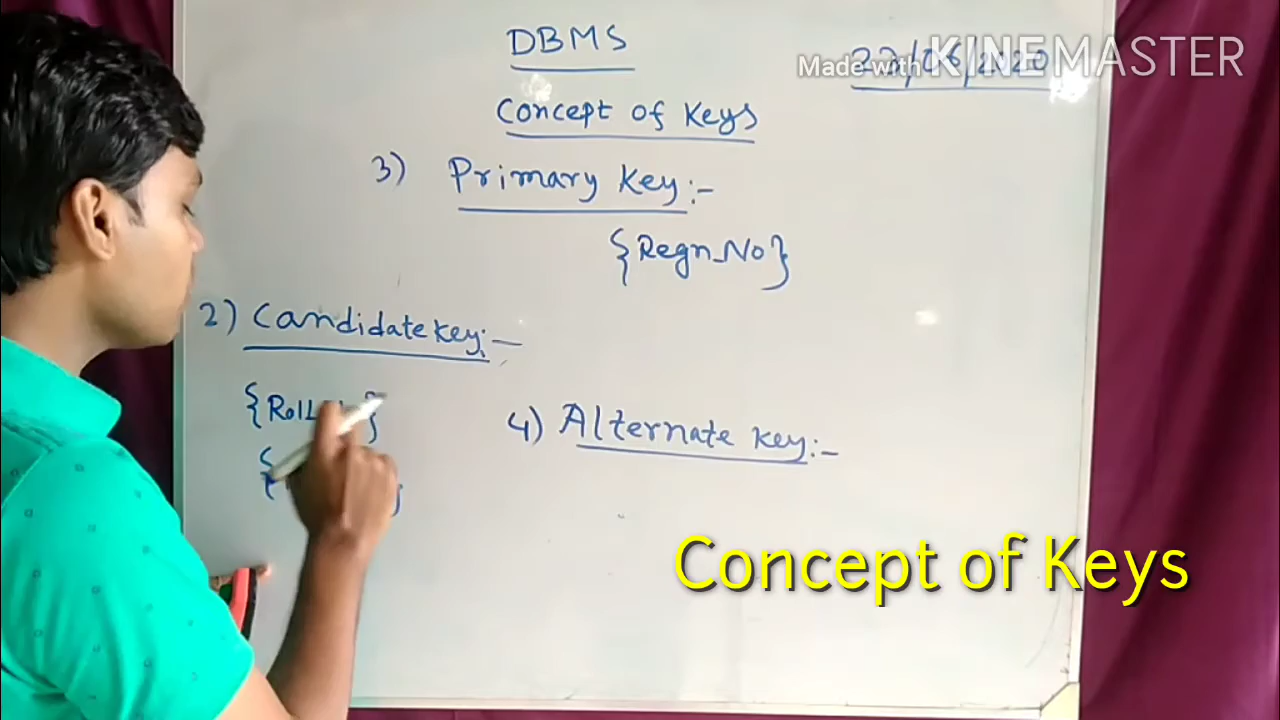 DBMS
Made with KINEMASTER
/2020
Concept of Keys
3) Primary Key:-
{Regn_No}
2) Candidate Key:-
4) Alternate Key:-
Concept of Keys